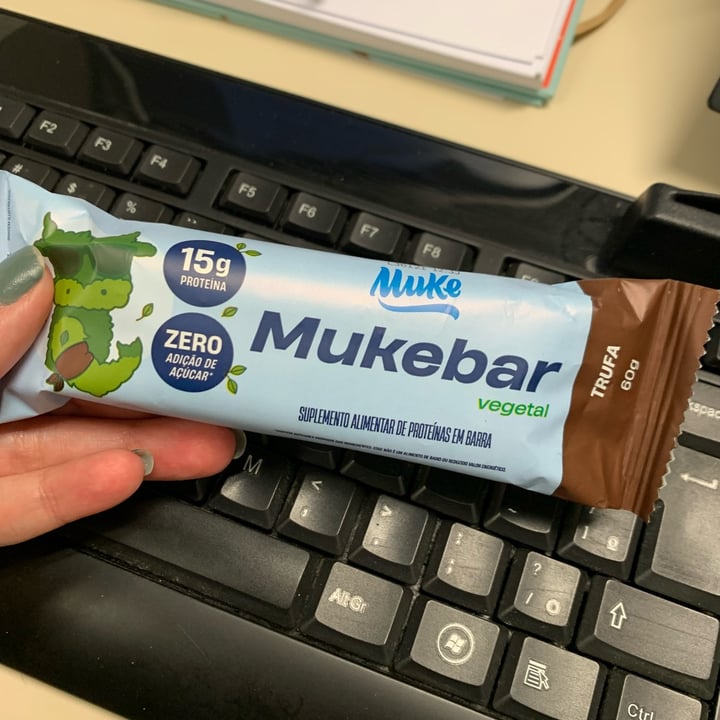 F2
F3
F4
F5
F6
F7
F8
#
$
%
15g
PROTEÍNA
ZERO
ADIÇÃO DE
AÇÚCAR*
Muke
Mukebar
vegetal
SUPLEMENTO ALIMENTAR DE PROTEÍNAS EM BARRA
TRUFA
60g
M
<
>
:
;
?
/
Alt Gr
Ctrl